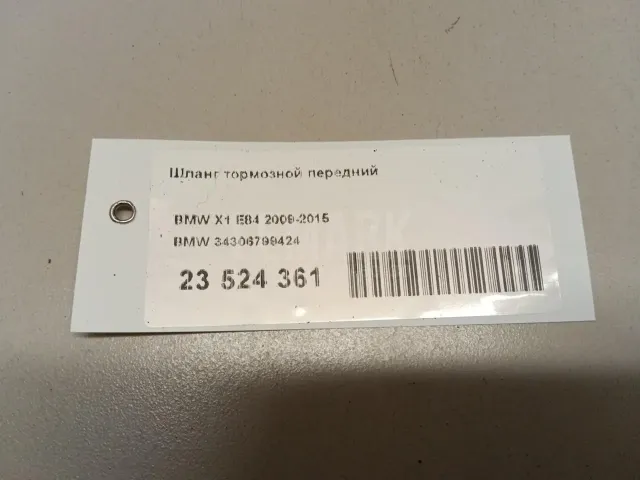 Шланг тормозной передний
BMW X1 E84 2009-2015
BMW 34306799424
23 524 361